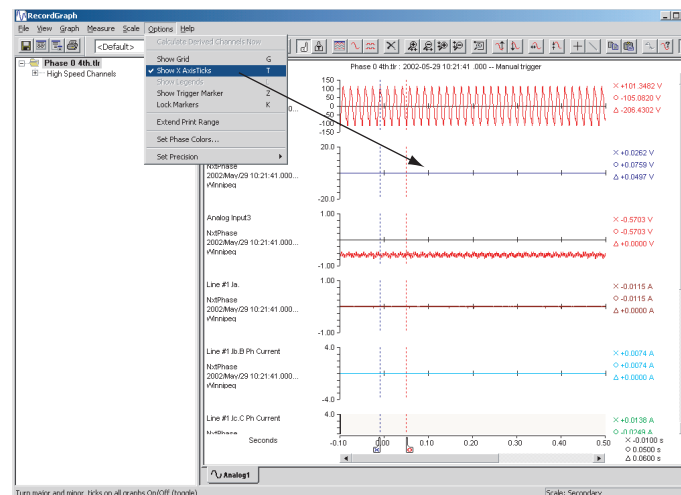 RecordGraph
File View Graph Measure Scale Options Help
<Default>
Calculate Derived Channels Now
Show Grid G
Show X AxisTicks T
Show Legends
Show Trigger Marker Z
Lock Markers K
Extend Print Range
Set Phase Colors...
Set Precision
Phase 0 4th.tlr
High Speed Channels
Phase 0 4th.tlr : 2002-05-29 10:21:41 .000 -- Manual trigger
150
100
50
0
-50
-100
-150
× +101.3482 V
O -105.0820 V
Δ -206.4302 V
20.0
-20.0
NxtPhase
2002/May/29 10:21:41.000...
Winnipeg
× +0.0262 V
O +0.0759 V
Δ +0.0497 V
Analog Input3
NxtPhase
2002/May/29 10:21:41.000...
Winnipeg
1.00
0.00
-1.00
× -0.5703 V
O -0.5703 V
Δ +0.0000 V
Line #1 Ia.
NxtPhase
2002/May/29 10:21:41.000...
Winnipeg
1.00
-1.00
× -0.0115 A
O -0.0115 A
Δ +0.0000 A
Line #1 Ib.B Ph Current
NxtPhase
2002/May/29 10:21:41.000...
Winnipeg
4.0
-4.0
× +0.0074 A
O +0.0074 A
Δ +0.0000 A
Line #1 Ic.C Ph Current
NxtPhase
4.0
× +0.0138 A
O -0.0249 A
Seconds
-0.10 0.00 0.10 0.20 0.30 0.40 0.50
× -0.0100 s
O 0.0500 s
Δ 0.0600 s
Analog1
Turn major and minor ticks on all graphs On/Off (toggle)
Scale: Secondary